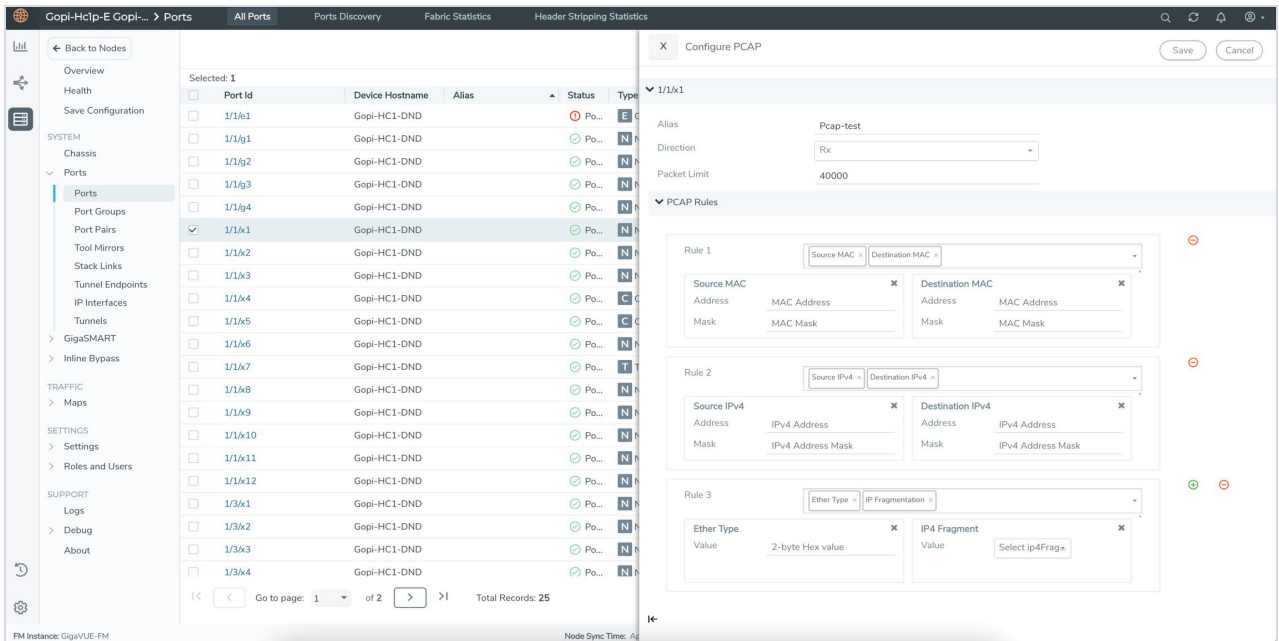 Gopi-Hc1p-E Gopi-... > Ports
All Ports
Ports Discovery
Fabric Statistics
Header Stripping Statistics
← Back to Nodes
Overview
Health
Save Configuration
SYSTEM
Chassis
Ports
Ports
Port Groups
Port Pairs
Tool Mirrors
Stack Links
Tunnel Endpoints
IP Interfaces
Tunnels
> GigaSMART
> Inline Bypass
TRAFFIC
> Maps
SETTINGS
> Settings
> Roles and Users
SUPPORT
Logs
> Debug
About
Selected: 1
Port Id Device Hostname Alias Status Type
1/1/e1 Gopi-HC1-DND Po... E
1/1/g1 Gopi-HC1-DND Po... N
1/1/g2 Gopi-HC1-DND Po... N
1/1/g3 Gopi-HC1-DND Po... N
1/1/g4 Gopi-HC1-DND Po... N
1/1/x1 Gopi-HC1-DND Po... N
1/1/x2 Gopi-HC1-DND Po... N
1/1/x3 Gopi-HC1-DND Po... N
1/1/x4 Gopi-HC1-DND Po... C
1/1/x5 Gopi-HC1-DND Po... C
1/1/x6 Gopi-HC1-DND Po... N
1/1/x7 Gopi-HC1-DND Po... T
1/1/x8 Gopi-HC1-DND Po... N
1/1/x9 Gopi-HC1-DND Po... N
1/1/x10 Gopi-HC1-DND Po... N
1/1/x11 Gopi-HC1-DND Po... N
1/1/x12 Gopi-HC1-DND Po... N
1/3/x1 Gopi-HC1-DND Po... N
1/3/x2 Gopi-HC1-DND Po... N
1/3/x3 Gopi-HC1-DND Po... N
1/3/x4 Gopi-HC1-DND Po... N
Go to page: 1 of 2 Total Records: 25
FM Instance: GigaVUE-FM
Node Sync Time:
X Configure PCAP
Save
Cancel
1/1/x1
Alias Pcap-test
Direction Rx
Packet Limit 40000
PCAP Rules
Rule 1 Source MAC × Destination MAC ×
Source MAC Destination MAC
Address MAC Address Address MAC Address
Mask MAC Mask Mask MAC Mask
Rule 2 Source IPv4 × Destination IPv4 ×
Source IPv4 Destination IPv4
Address IPv4 Address Address IPv4 Address
Mask IPv4 Address Mask Mask IPv4 Address Mask
Rule 3 Ether Type × IP Fragmentation ×
Ether Type IP4 Fragment
Value 2-byte Hex value Value Select ip4Frag